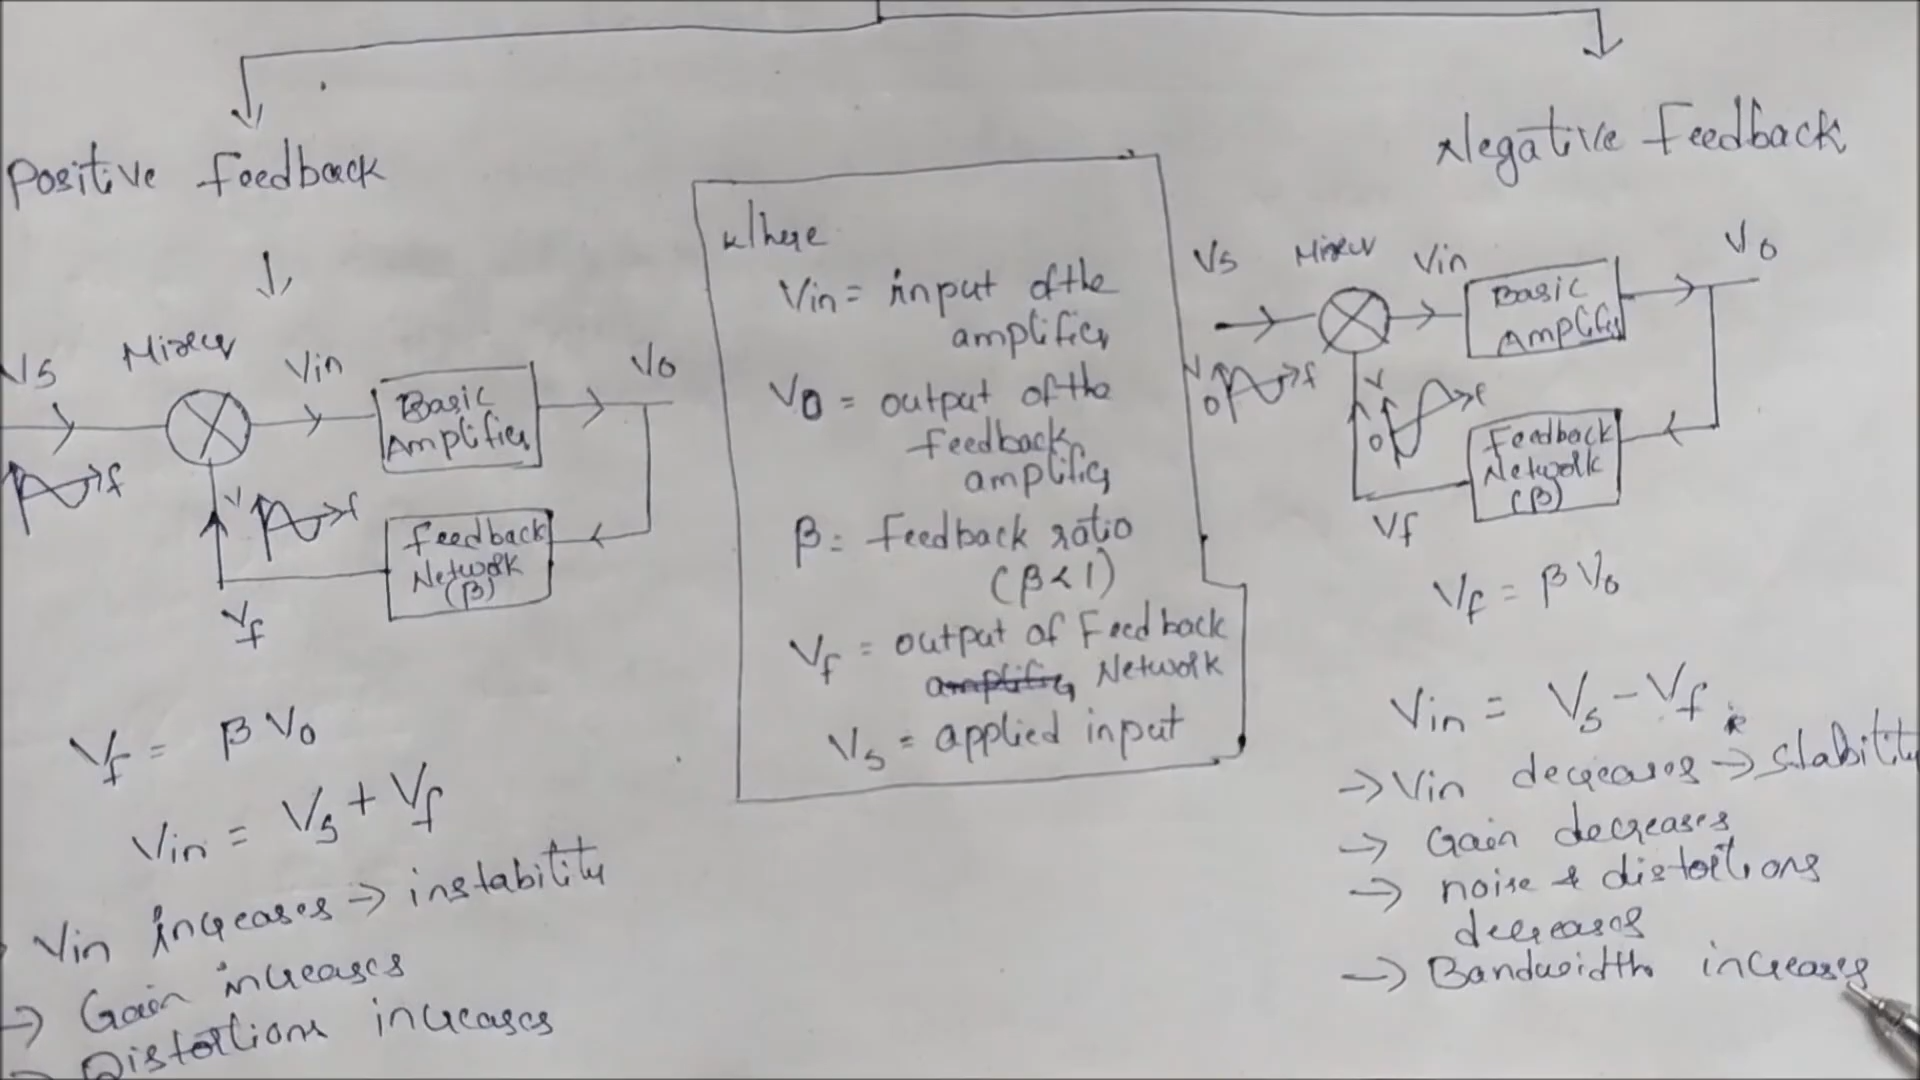 Positive feedback
Vs
Mixer
Vin
Basic
Amplifier
Vo
t
v
t
Feedback
Network
(β)
Vf
Vf = βVo
Vin = Vs + Vf
Vin increases → instability
→ Gain increases
Distortions increases
where
Vin = input of the
amplifier
Vo = output of the
feedback
amplifier
β = feedback ratio
(β < 1)
Vf = output of Feedback
amplifier Network
Vs = applied input
Negative Feedback
Vs
Mixer
Vin
Basic
Amplifier
Vo
v
0
t
v
0
t
Feedback
Network
(β)
Vf
Vf = βVo
Vin = Vs - Vf
→ Vin decreases → stability
→ Gain decreases
→ noise & distortions
decreases
→ Bandwidth increases